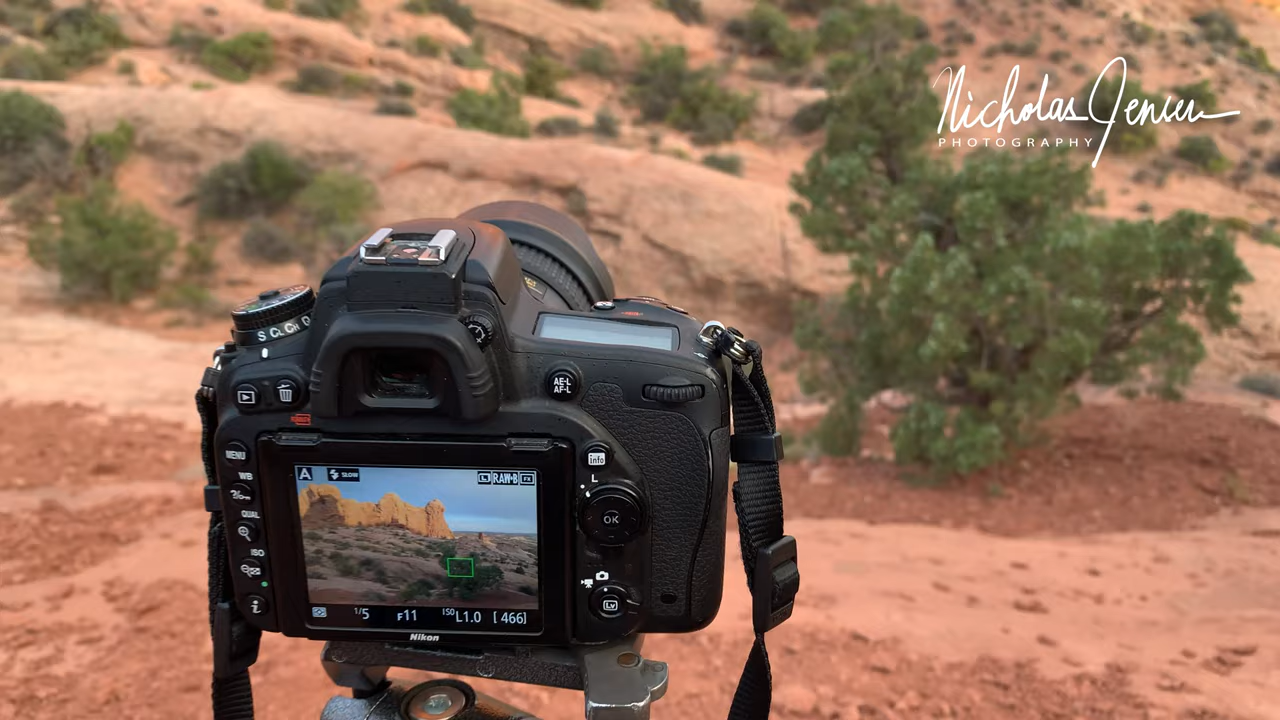 Nicholas Jensen
PHOTOGRAPHY
S CL CH Q
AE-L
AF-L
MENU
WB
QUAL
ISO
info
L
OK
Lv
i
A
SLOW
L RAW+B FX
1/5 F11 ISO L1.0 [466]
Nikon